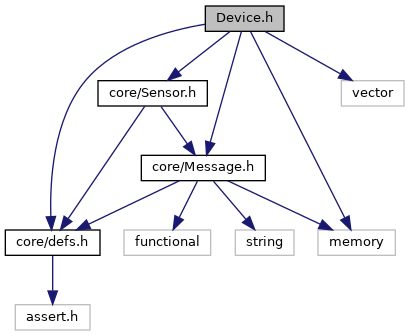 Device.h
core/Sensor.h
vector
core/Message.h
core/defs.h
functional
string
memory
assert.h